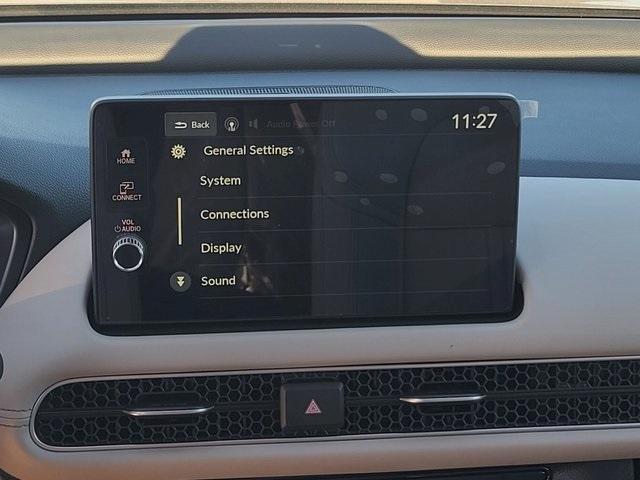 Back Audio Power Off 11:27
General Settings
HOME
System
CONNECT
Connections
VOL
AUDIO
Display
Sound